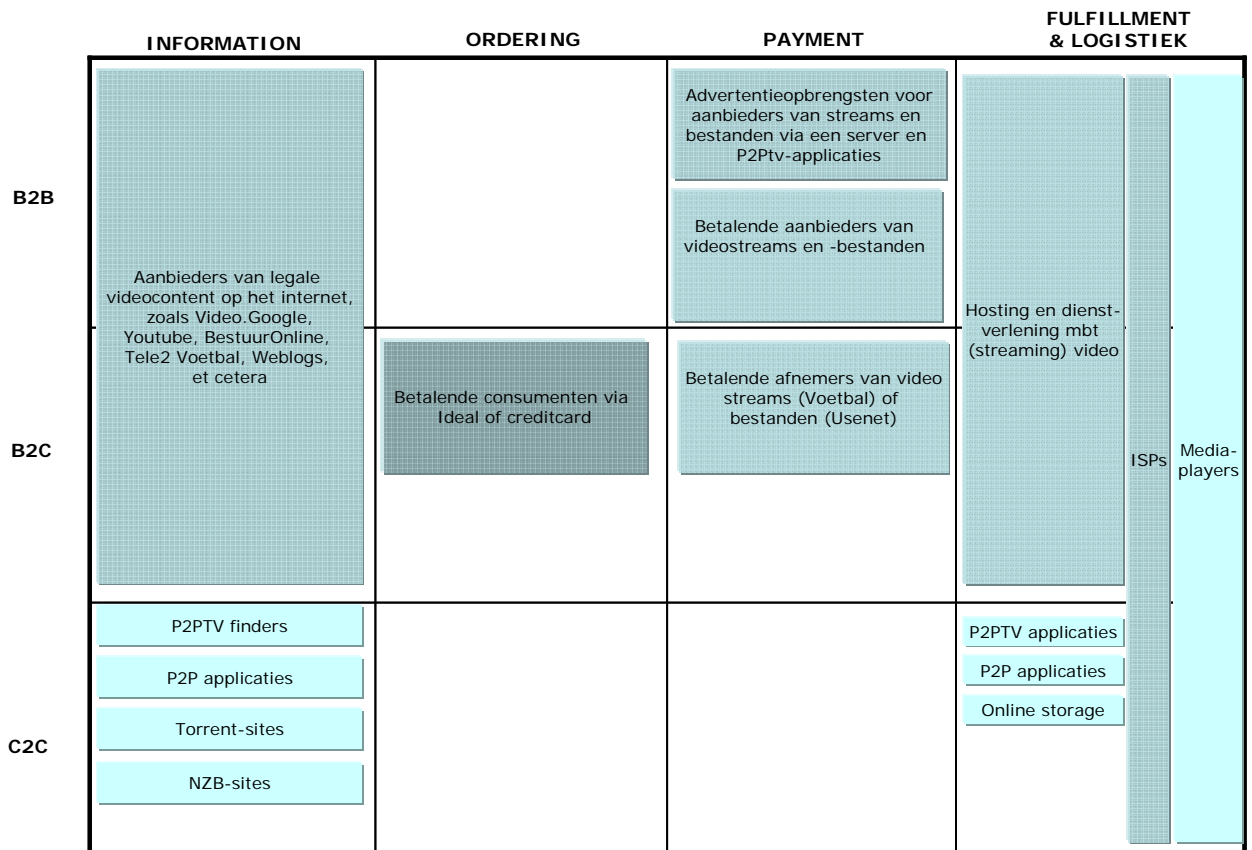 INFORMATION
ORDERING
PAYMENT
FULFILLMENT
& LOGISTIEK
B2B
Aanbieders van legale
videocontent op het internet,
zoals Video.Google,
Youtube, BestuurOnline,
Tele2 Voetbal, Weblogs,
et cetera
Advertentieopbrengsten voor
aanbieders van streams en
bestanden via een server en
P2Ptv-applicaties
Betalende aanbieders van
videostreams en -bestanden
Hosting en dienst-
verlening mbt
(streaming) video
ISPs
Media-
players
B2C
Betalende consumenten via
Ideal of creditcard
Betalende afnemers van video
streams (Voetbal) of
bestanden (Usenet)
C2C
P2PTV finders
P2P applicaties
Torrent-sites
NZB-sites
P2PTV applicaties
P2P applicaties
Online storage